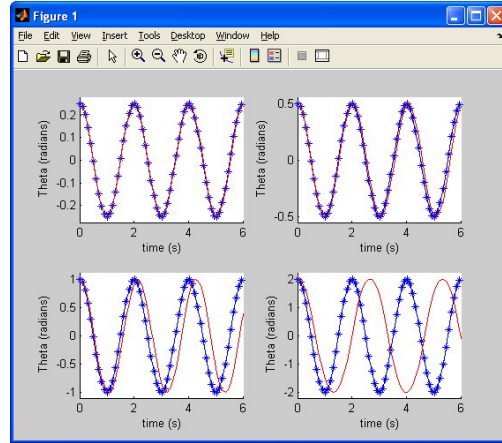 Figure 1
File Edit View Insert Tools Desktop Window Help
0.2
0.1
0
-0.1
-0.2
Theta (radians)
0 2 4 6
time (s)
0.5
0
-0.5
Theta (radians)
0 2 4 6
time (s)
1
0.5
0
-0.5
-1
Theta (radians)
0 2 4 6
time (s)
2
1
0
-1
-2
Theta (radians)
0 2 4 6
time (s)